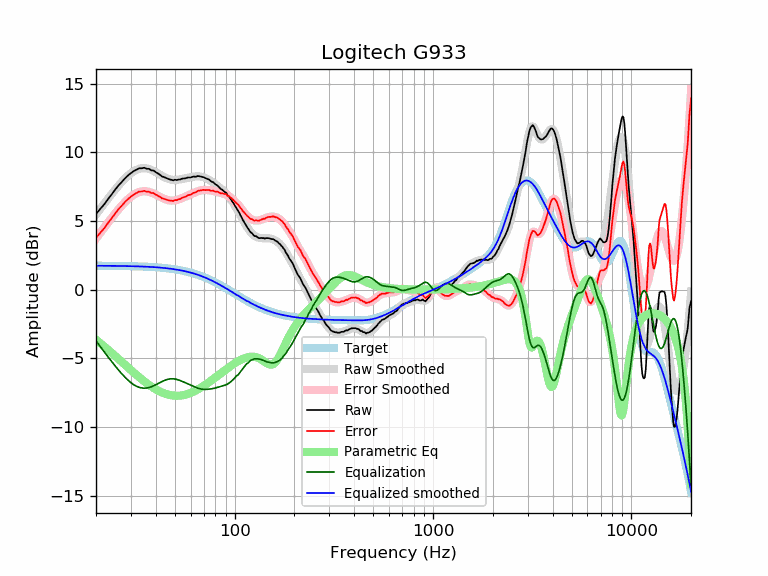 Logitech G933
15
10
5
0
−5
−10
−15
Amplitude (dBr)
Target
Raw Smoothed
Error Smoothed
Raw
Error
Parametric Eq
Equalization
Equalized smoothed
100
1000
10000
Frequency (Hz)